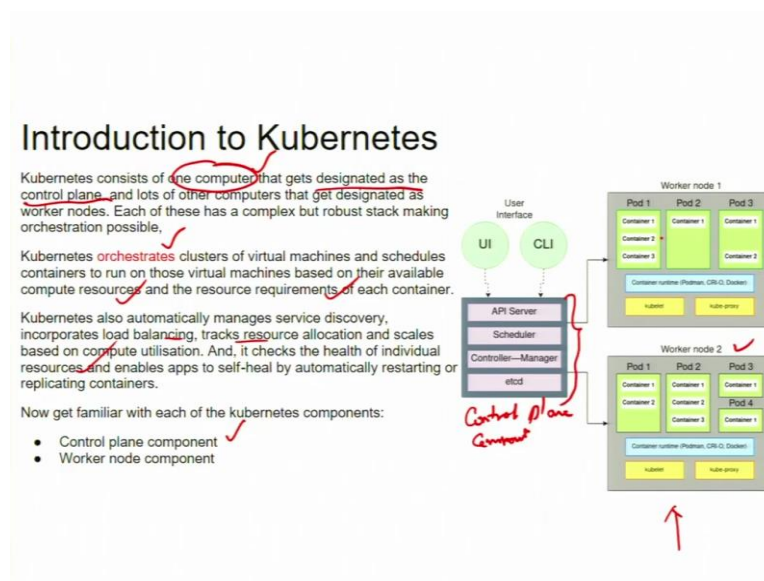 Introduction to Kubernetes
Kubernetes consists of one computer that gets designated as the
control plane, and lots of other computers that get designated as
worker nodes. Each of these has a complex but robust stack making
orchestration possible,
Kubernetes orchestrates clusters of virtual machines and schedules
containers to run on those virtual machines based on their available
compute resources and the resource requirements of each container.
Kubernetes also automatically manages service discovery,
incorporates load balancing, tracks resource allocation and scales
based on compute utilisation. And, it checks the health of individual
resources and enables apps to self-heal by automatically restarting or
replicating containers.
Now get familiar with each of the kubernetes components:
● Control plane component
● Worker node component
User
Interface
UI
CLI
API Server
Scheduler
Controller—Manager
etcd
Control Plane
Worker node 1
Pod 1
Pod 2
Pod 3
Container 1
Container 1
Container 1
Container 2
Container 3
Container 2
Container runtime (Podman, CRI-O, Docker)
kubelet
kube-proxy
Worker node 2
Pod 1
Pod 2
Pod 3
Container 1
Container 1
Container 1
Container 2
Container 2
Pod 4
Container 3
Container 1
Container runtime (Podman, CRI-O, Docker)
kubelet
kube-proxy